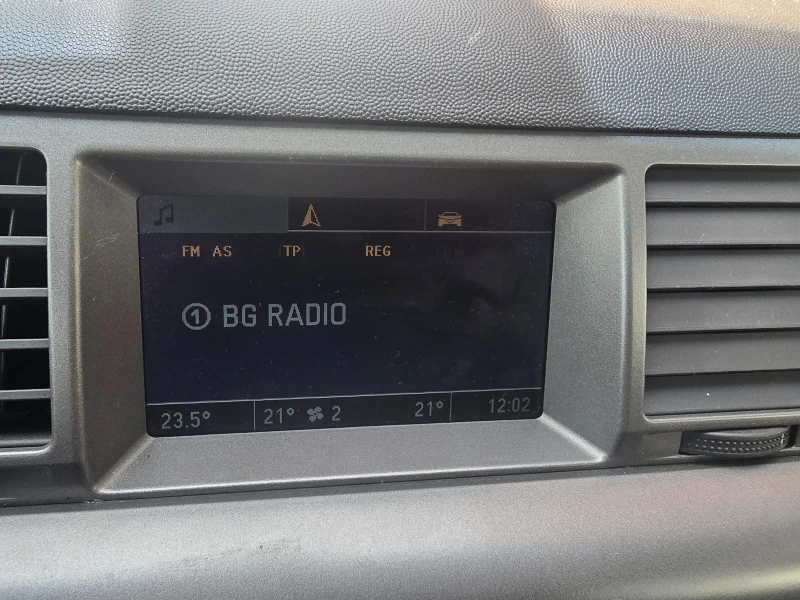 FM AS TP REG
① BG RADIO
23.5° 21° 2 21° 12:02